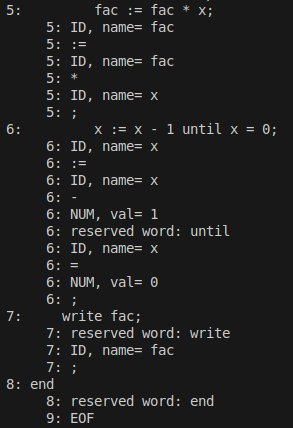 5:         fac := fac * x;
     5: ID, name= fac
     5: :=
     5: ID, name= fac
     5: *
     5: ID, name= x
     5: ;
6:         x := x - 1 until x = 0;
     6: ID, name= x
     6: :=
     6: ID, name= x
     6: -
     6: NUM, val= 1
     6: reserved word: until
     6: ID, name= x
     6: =
     6: NUM, val= 0
     6: ;
7:     write fac;
     7: reserved word: write
     7: ID, name= fac
     7: ;
8: end
     8: reserved word: end
     9: EOF